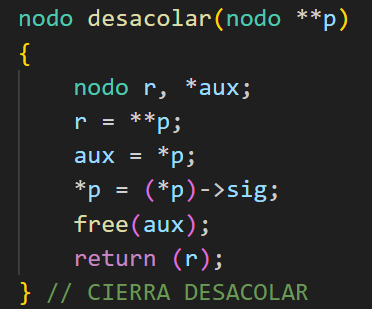 nodo desacolar(nodo **p)
{
    nodo r, *aux;
    r = **p;
    aux = *p;
    *p = (*p)->sig;
    free(aux);
    return (r);
} // CIERRA DESACOLAR